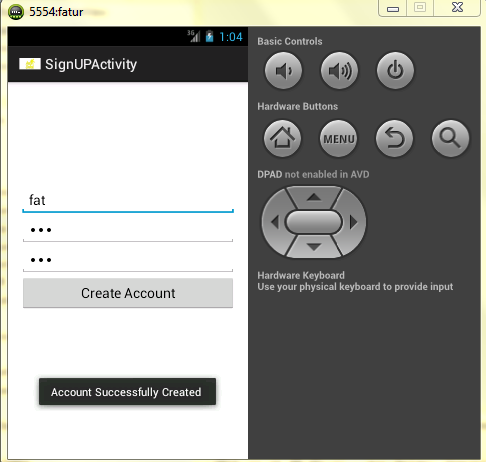 5554:fatur
3G 1:04
SignUPActivity
fat
•••
•••
Create Account
Account Successfully Created
Basic Controls
Hardware Buttons
MENU
DPAD not enabled in AVD
Hardware Keyboard
Use your physical keyboard to provide input